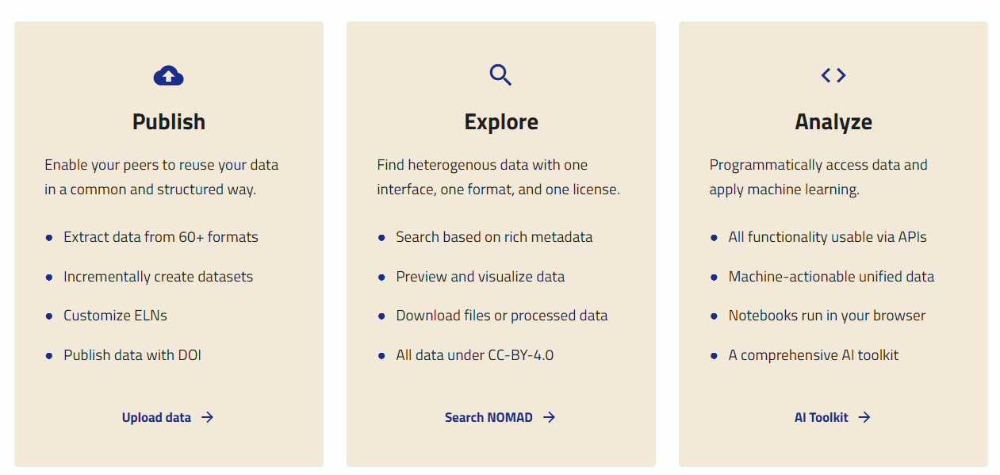 Publish
Enable your peers to reuse your data
in a common and structured way.
Extract data from 60+ formats
Incrementally create datasets
Customize ELNs
Publish data with DOI
Upload data
Explore
Find heterogenous data with one
interface, one format, and one license.
Search based on rich metadata
Preview and visualize data
Download files or processed data
All data under CC-BY-4.0
Search NOMAD
Analyze
Programmatically access data and
apply machine learning.
All functionality usable via APIs
Machine-actionable unified data
Notebooks run in your browser
A comprehensive AI toolkit
AI Toolkit